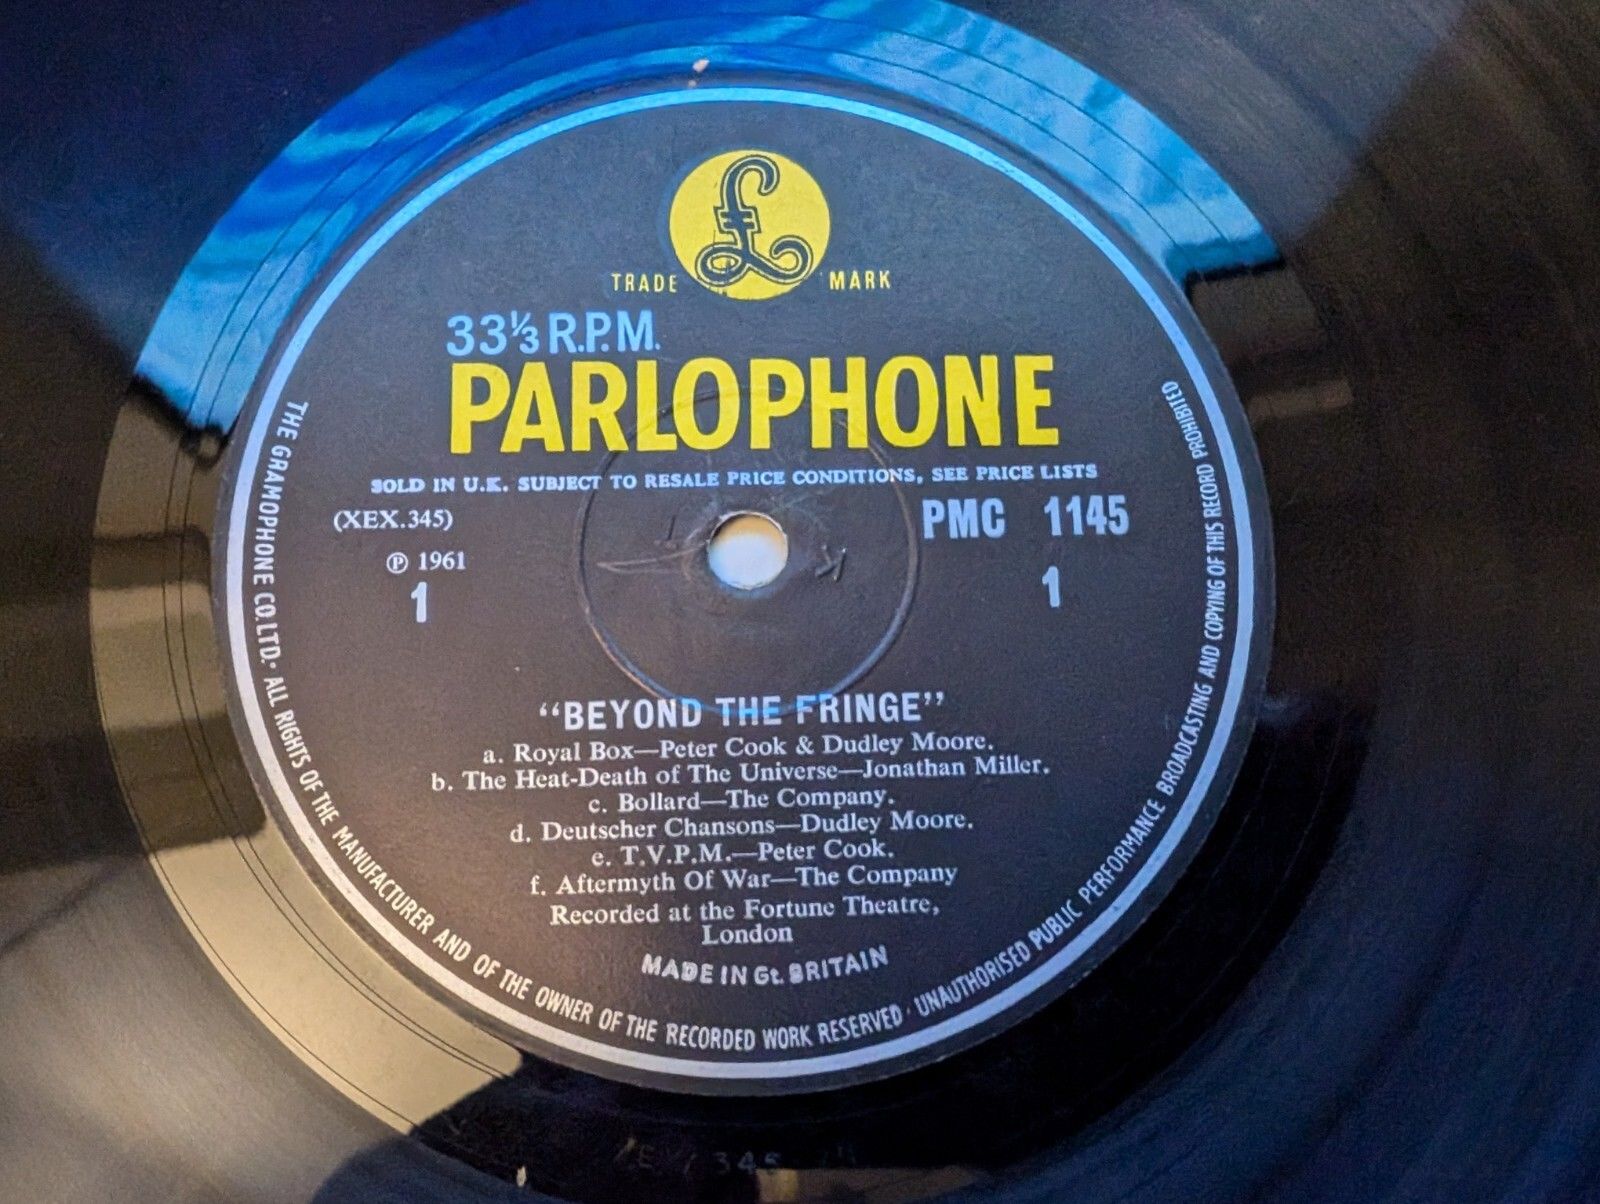 £
TRADE MARK
33⅓ R.P.M.
PARLOPHONE
SOLD IN U.K. SUBJECT TO RESALE PRICE CONDITIONS, SEE PRICE LISTS
(XEX.345) PMC 1145
℗ 1961
1 1
“BEYOND THE FRINGE”
a. Royal Box—Peter Cook & Dudley Moore.
b. The Heat-Death of The Universe—Jonathan Miller.
c. Bollard—The Company.
d. Deutscher Chansons—Dudley Moore.
e. T.V.P.M.—Peter Cook.
f. Aftermyth Of War—The Company
Recorded at the Fortune Theatre,
London
MADE IN Gt. BRITAIN
THE GRAMOPHONE CO. LTD. · ALL RIGHTS OF THE MANUFACTURER AND OF THE OWNER OF THE RECORDED WORK RESERVED · UNAUTHORISED PUBLIC PERFORMANCE BROADCASTING AND COPYING OF THIS RECORD PROHIBITED